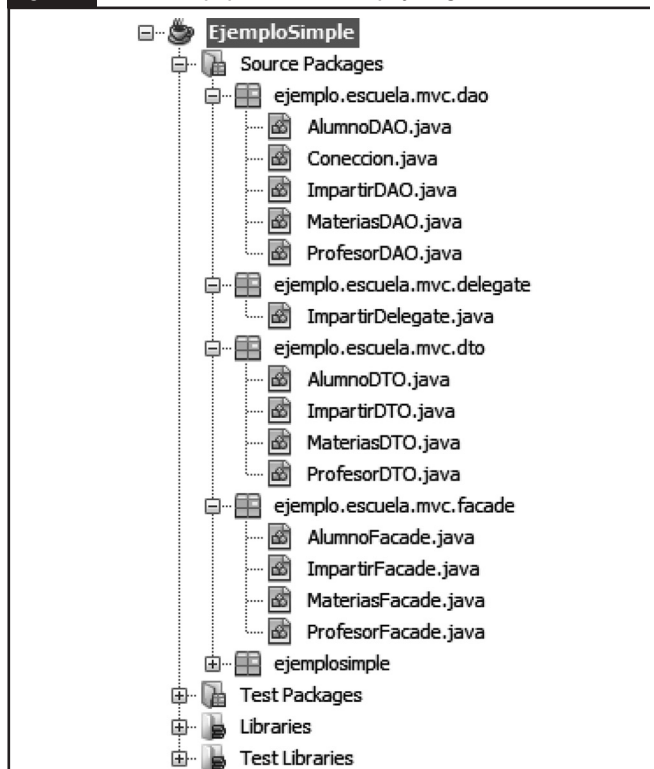 EjemploSimple
Source Packages
ejemplo.escuela.mvc.dao
AlumnoDAO.java
Coneccion.java
ImpartirDAO.java
MateriasDAO.java
ProfesorDAO.java
ejemplo.escuela.mvc.delegate
ImpartirDelegate.java
ejemplo.escuela.mvc.dto
AlumnoDTO.java
ImpartirDTO.java
MateriasDTO.java
ProfesorDTO.java
ejemplo.escuela.mvc.facade
AlumnoFacade.java
ImpartirFacade.java
MateriasFacade.java
ProfesorFacade.java
ejemplosimple
Test Packages
Libraries
Test Libraries